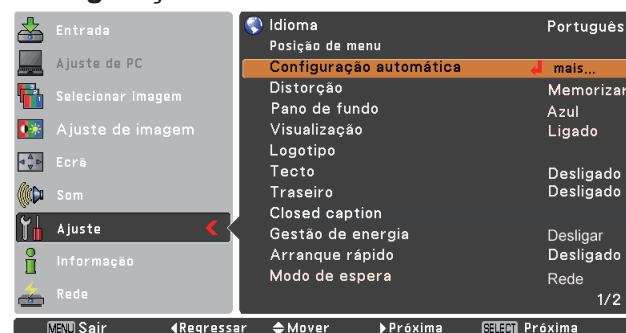 Entrada
Ajuste de PC
Selecionar imagem
Ajuste de imagem
Ecrã
Som
Ajuste
Informação
Rede
Idioma Português
Posição de menu
Configuração automática mais...
Distorção Memorizar
Pano de fundo Azul
Visualização Ligado
Logotipo
Tecto Desligado
Traseiro Desligado
Closed caption
Gestão de energia Desligar
Arranque rápido Desligado
Modo de espera Rede
1/2
MENU Sair Regressar Mover Próxima SELECT Próxima